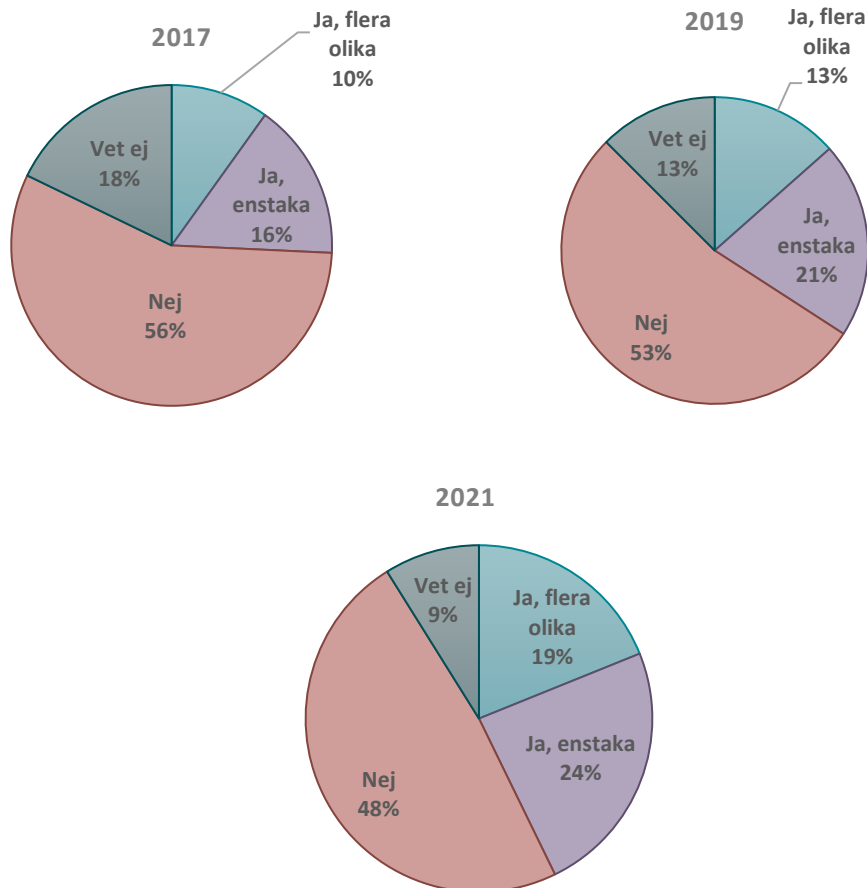 2017
Ja, flera
olika
10%
Ja,
enstaka
16%
Nej
56%
Vet ej
18%
2019
Ja, flera
olika
13%
Ja,
enstaka
21%
Nej
53%
Vet ej
13%
2021
Ja, flera
olika
19%
Ja, enstaka
24%
Nej
48%
Vet ej
9%